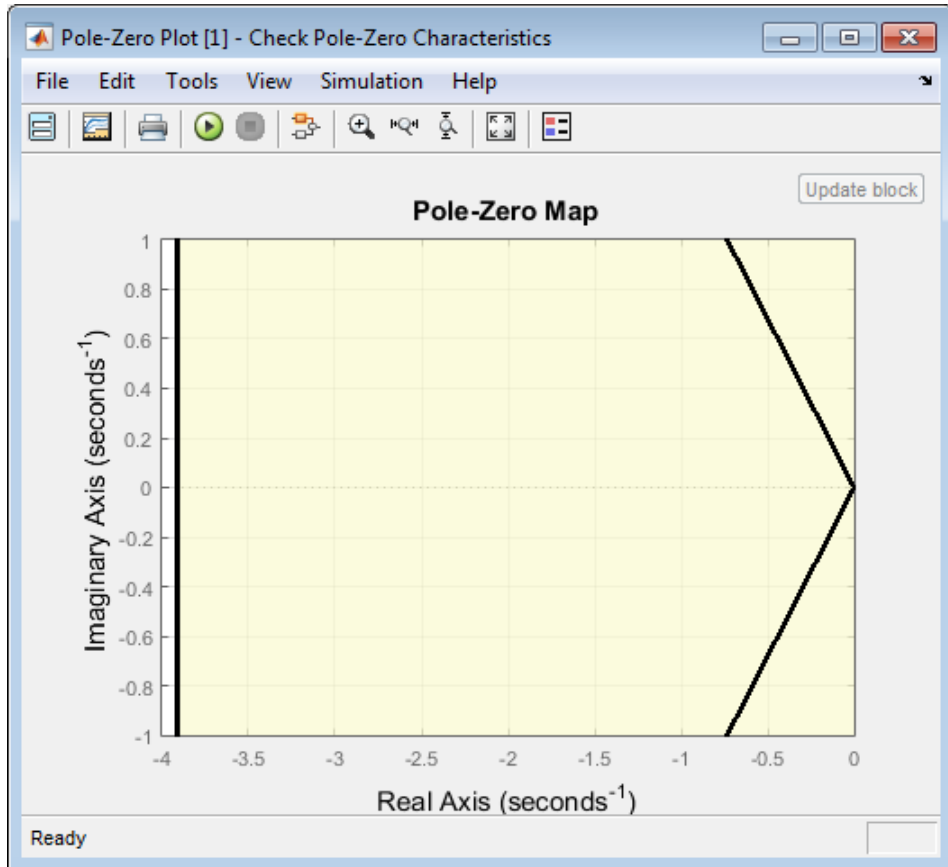 Pole-Zero Plot [1] - Check Pole-Zero Characteristics
File Edit Tools View Simulation Help
Update block
Pole-Zero Map
1
0.8
0.6
0.4
0.2
0
-0.2
-0.4
-0.6
-0.8
-1
Imaginary Axis (seconds⁻¹)
-4 -3.5 -3 -2.5 -2 -1.5 -1 -0.5 0
Real Axis (seconds⁻¹)
Ready